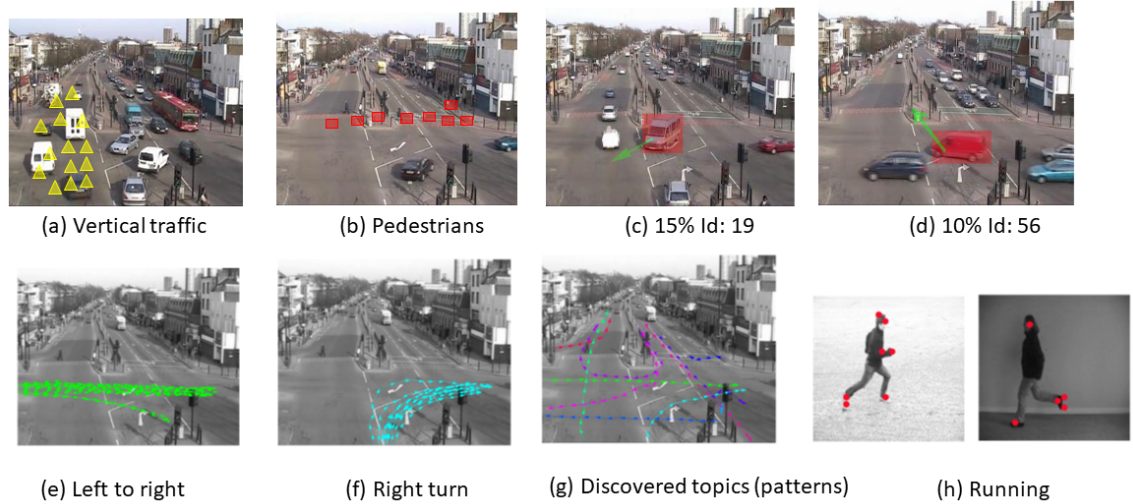 (a) Vertical traffic
(b) Pedestrians
(c) 15% Id: 19
(d) 10% Id: 56
(e) Left to right
(f) Right turn
(g) Discovered topics (patterns)
(h) Running